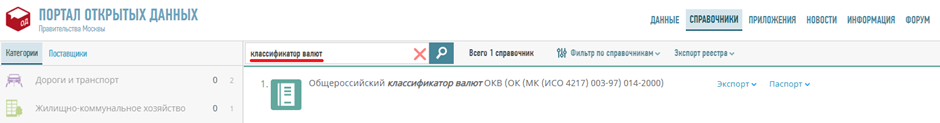 ОД
ПОРТАЛ ОТКРЫТЫХ ДАННЫХ
Правительства Москвы
ДАННЫЕ СПРАВОЧНИКИ ПРИЛОЖЕНИЯ НОВОСТИ ИНФОРМАЦИЯ ФОРУМ
Категории Поставщики
классификатор валют
Всего 1 справочник Фильтр по справочникам Экспорт реестра
Дороги и транспорт 0 2
Жилищно-коммунальное хозяйство 0 1
1. Общероссийский классификатор валют ОКВ (ОК (МК (ИСО 4217) 003-97) 014-2000) Экспорт Паспорт